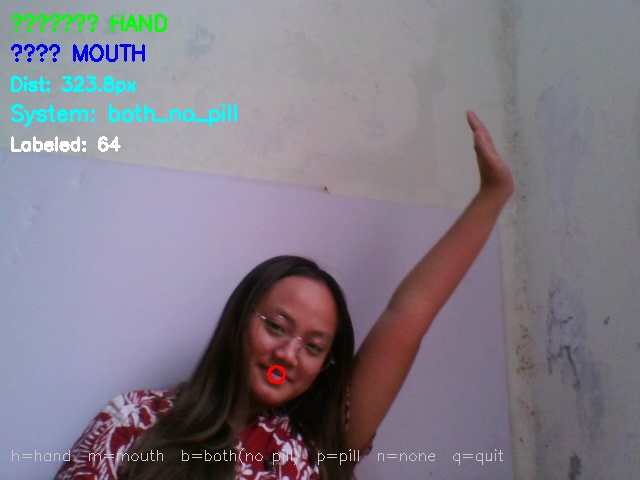 ??????? HAND
???? MOUTH
Dist: 323.8px
System: both_no_pill
Labeled: 64
h=hand m=mouth b=both(no pill) p=pill n=none q=quit